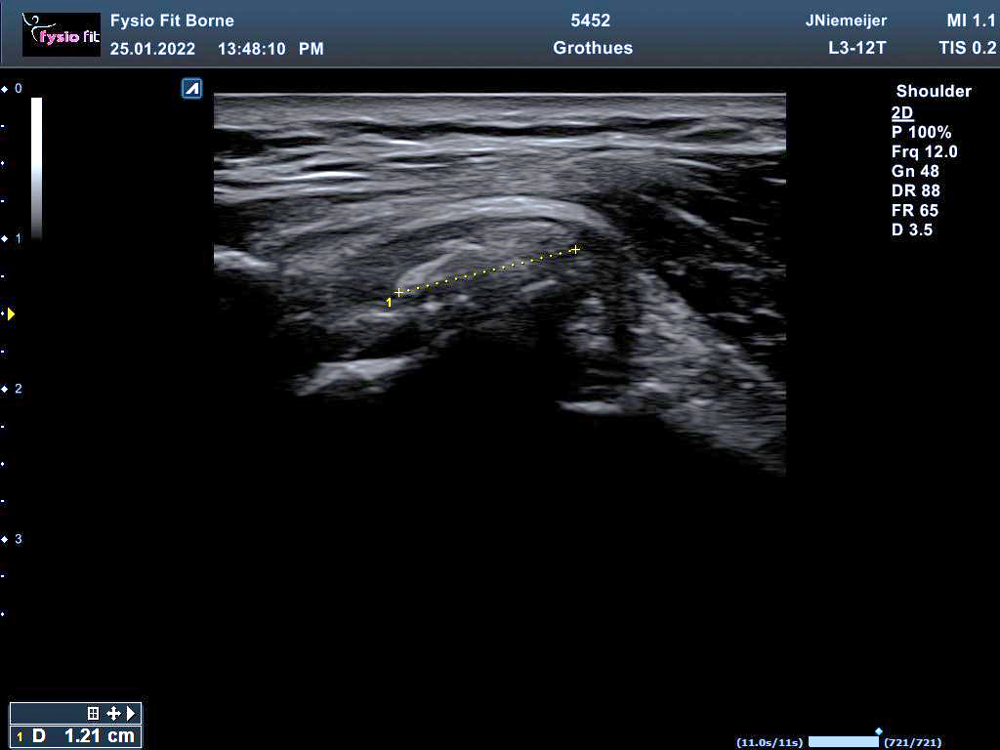 fysio fit
Fysio Fit Borne
25.01.2022 13:48:10 PM
5452
Grothues
JNiemeijer
L3-12T
MI 1.1
TIS 0.2
Shoulder
2D
P 100%
Frq 12.0
Gn 48
DR 88
FR 65
D 3.5
0
1
2
3
1
1 D 1.21 cm
(11.0s/11s) (721/721)